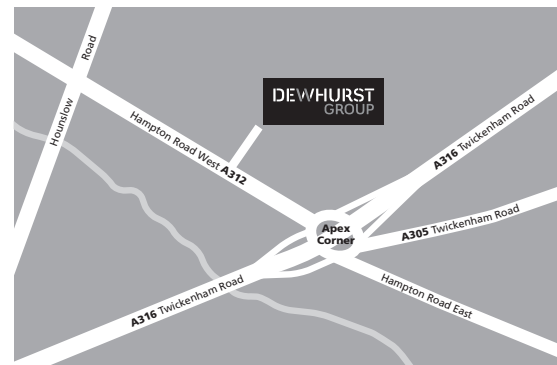 Hounslow Road
DEWHURST
GROUP
Hampton Road West A312
A316 Twickenham Road
Apex
Corner
A305 Twickenham Road
Hampton Road East
A316 Twickenham Road